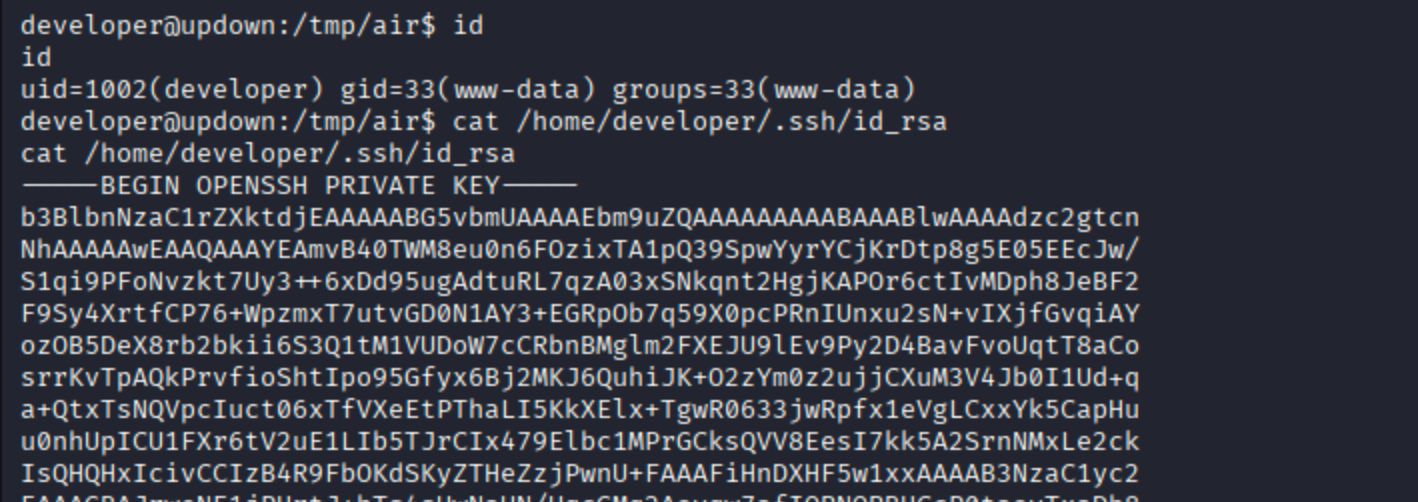 developer@updown:/tmp/air$ id
id
uid=1002(developer) gid=33(www-data) groups=33(www-data)
developer@updown:/tmp/air$ cat /home/developer/.ssh/id_rsa
cat /home/developer/.ssh/id_rsa
-----BEGIN OPENSSH PRIVATE KEY-----
b3BlbnNzaC1rZXktdjEAAAAABG5vbmUAAAAEbm9uZQAAAAAAAAABAAABlwAAAAdzc2gtcn
NhAAAAAwEAAQAAAYEAmvB40TWM8eu0n6FOzixTA1pQ39SpwYyrYCjKrDtp8g5E05EEcJw/
S1qi9PFoNvzkt7Uy3++6xDd95ugAdtuRL7qzA03xSNkqnt2HgjKAPOr6ctIvMDph8JeBF2
F9Sy4XrtfCP76+WpzmxT7utvGD0N1AY3+EGRpOb7q59X0pcPRnIUnxu2sN+vIXjfGvqiAY
ozOB5DeX8rb2bkii6S3Q1tM1VUDoW7cCRbnBMglm2FXEJU9lEv9Py2D4BavFvoUqtT8aCo
srrKvTpAQkPrvfioShtIpo95Gfyx6Bj2MKJ6QuhiJK+O2zYm0z2ujjCXuM3V4Jb0I1Ud+q
a+QtxTsNQVpcIuct06xTfVXeEtPThaLI5KkXElx+TgwR0633jwRpfx1eVgLCxxYk5CapHu
u0nhUpICU1FXr6tV2uE1LIb5TJrCIx479Elbc1MPrGCksQVV8EesI7kk5A2SrnNMxLe2ck
IsQHQHxIcivCCIzB4R9FbOKdSKyZTHeZzjPwnU+FAAAFiHnDXHF5w1xxAAAAB3NzaC1yc2